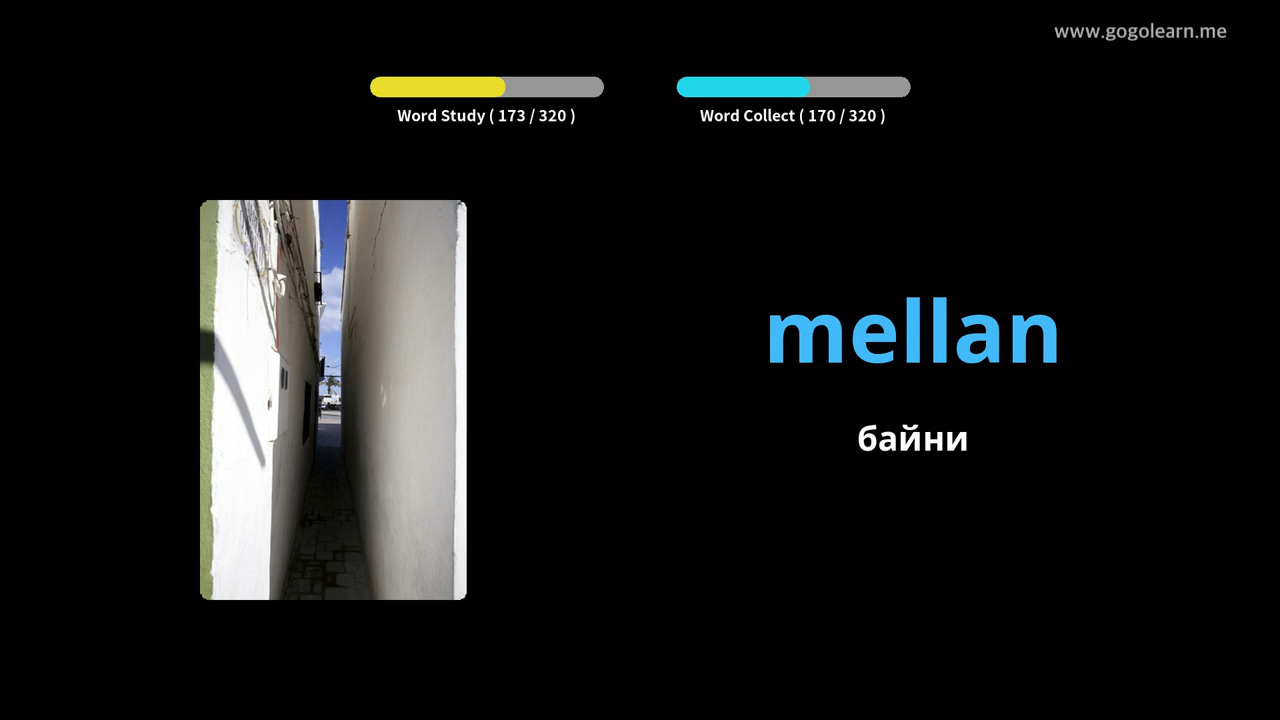 www.gogolearn.me
Word Study ( 173 / 320 )
Word Collect ( 170 / 320 )
mellan
байни